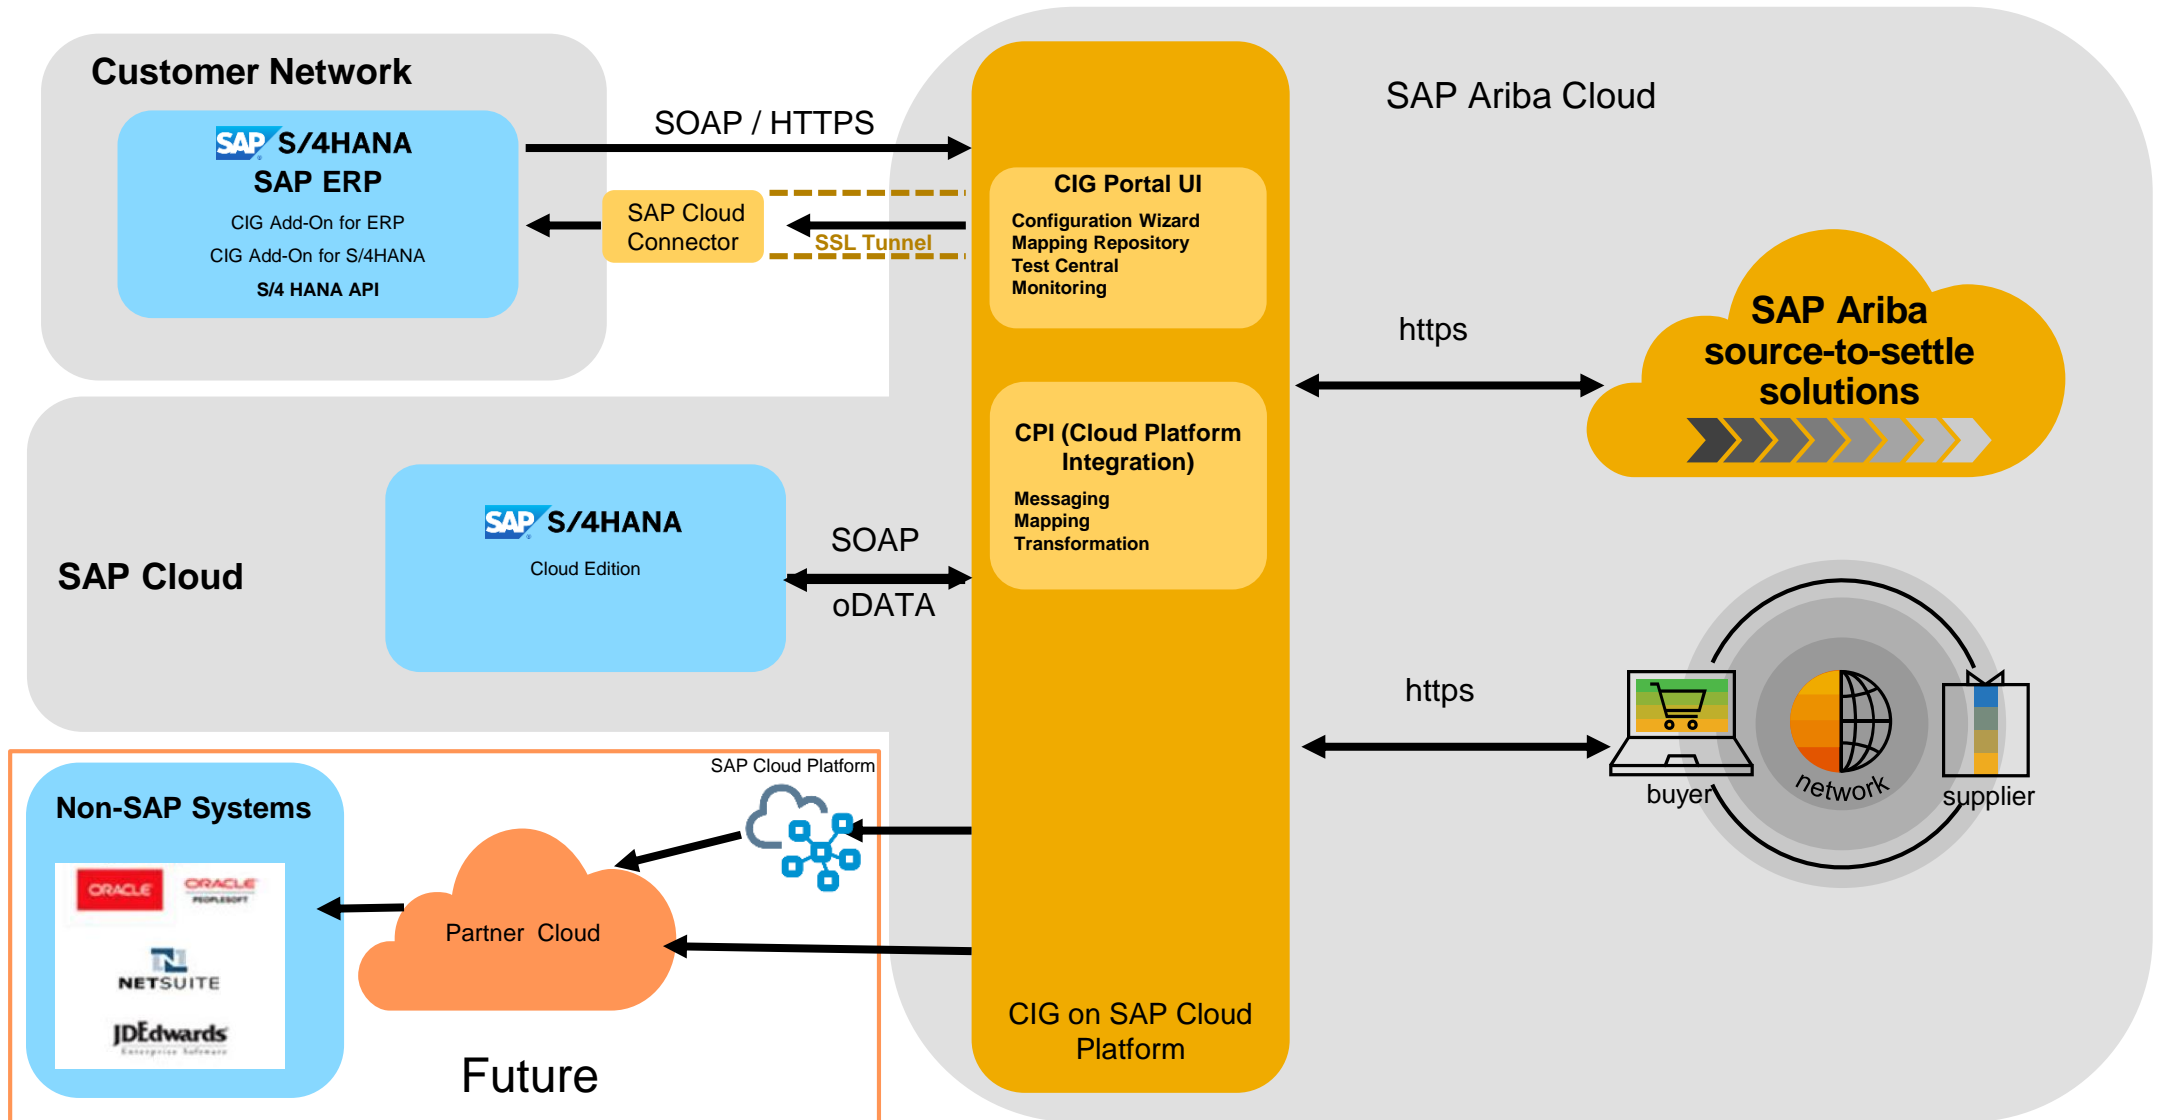 Customer Network
SAP S/4HANA
SAP ERP
CIG Add-On for ERP
CIG Add-On for S/4HANA
S/4 HANA API
SOAP / HTTPS
SAP Cloud
Connector
SSL Tunnel
CIG Portal UI
Configuration Wizard
Mapping Repository
Test Central
Monitoring
SAP Ariba Cloud
https
SAP Ariba
source-to-settle
solutions
CPI (Cloud Platform
Integration)
Messaging
Mapping
Transformation
SAP Cloud
SAP S/4HANA
Cloud Edition
SOAP
oDATA
https
buyer
network
supplier
SAP Cloud Platform
Non-SAP Systems
ORACLE
ORACLE
PEOPLESOFT
NETSUITE
JDEdwards
Enterprise Software
Partner Cloud
Future
CIG on SAP Cloud
Platform